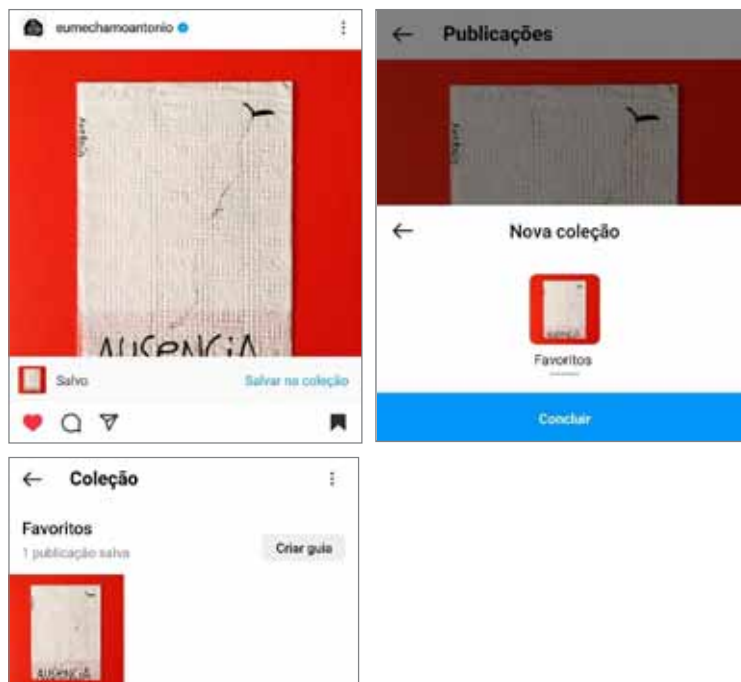 eumechamoantonio
AUSENCIA
Salvo
Salvar na coleção
Publicações
Nova coleção
Favoritos
Concluir
Coleção
Favoritos
1 publicação salva
Criar guia
AUSENCIA